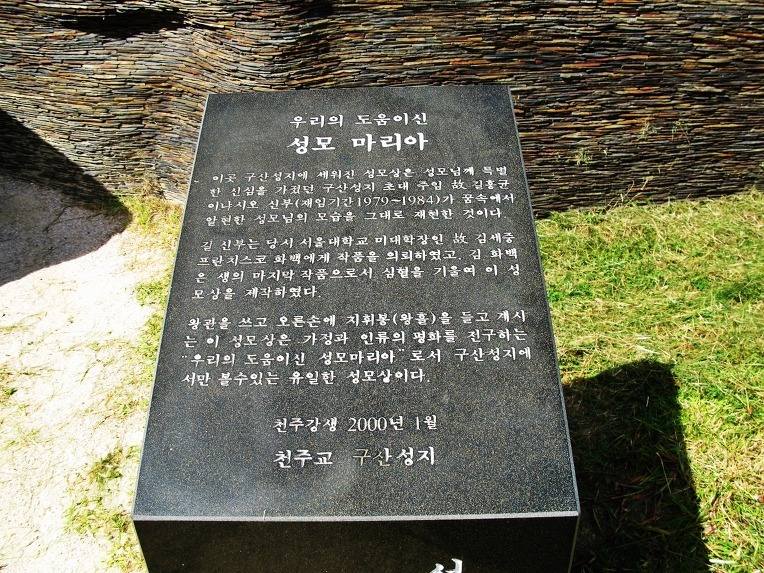 우리의 도움이신
성모 마리아
이곳 구산성지에 세워진 성모상은 성모님께 특별
한 신심을 가졌던 구산성지 초대 주임 故 길홍균
이냐시오 신부(재임기간1979~1984)가 꿈속에서
알현한 성모님의 모습을 그대로 재현한 것이다.
길 신부는 당시 서울대학교 미대학장인 故 김세중
프란치스코 화백에게 작품을 의뢰하였고, 김 화백
은 생의 마지막 작품으로서 심혈을 기울여 이 성
모상을 제작하였다.
왕관을 쓰고 오른손에 지휘봉(왕홀)을 들고 계시
는 이 성모상은 가정과 인류의 평화를 전구하는
"우리의 도움이신 성모마리아"로서 구산성지에
서만 볼수있는 유일한 성모상이다.
천주강생 2000년 1월
천주교 구산성지